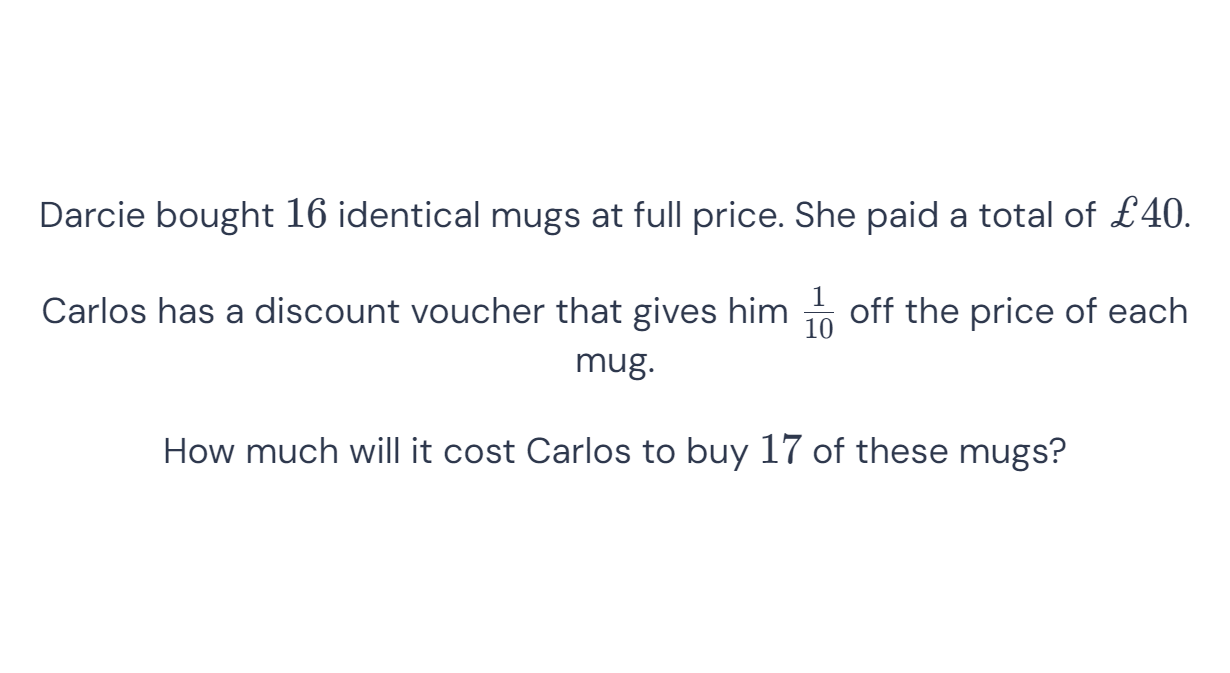 Darcie bought 16 identical mugs at full price. She paid a total of £40.
Carlos has a discount voucher that gives him 1/10 off the price of each
mug.
How much will it cost Carlos to buy 17 of these mugs?